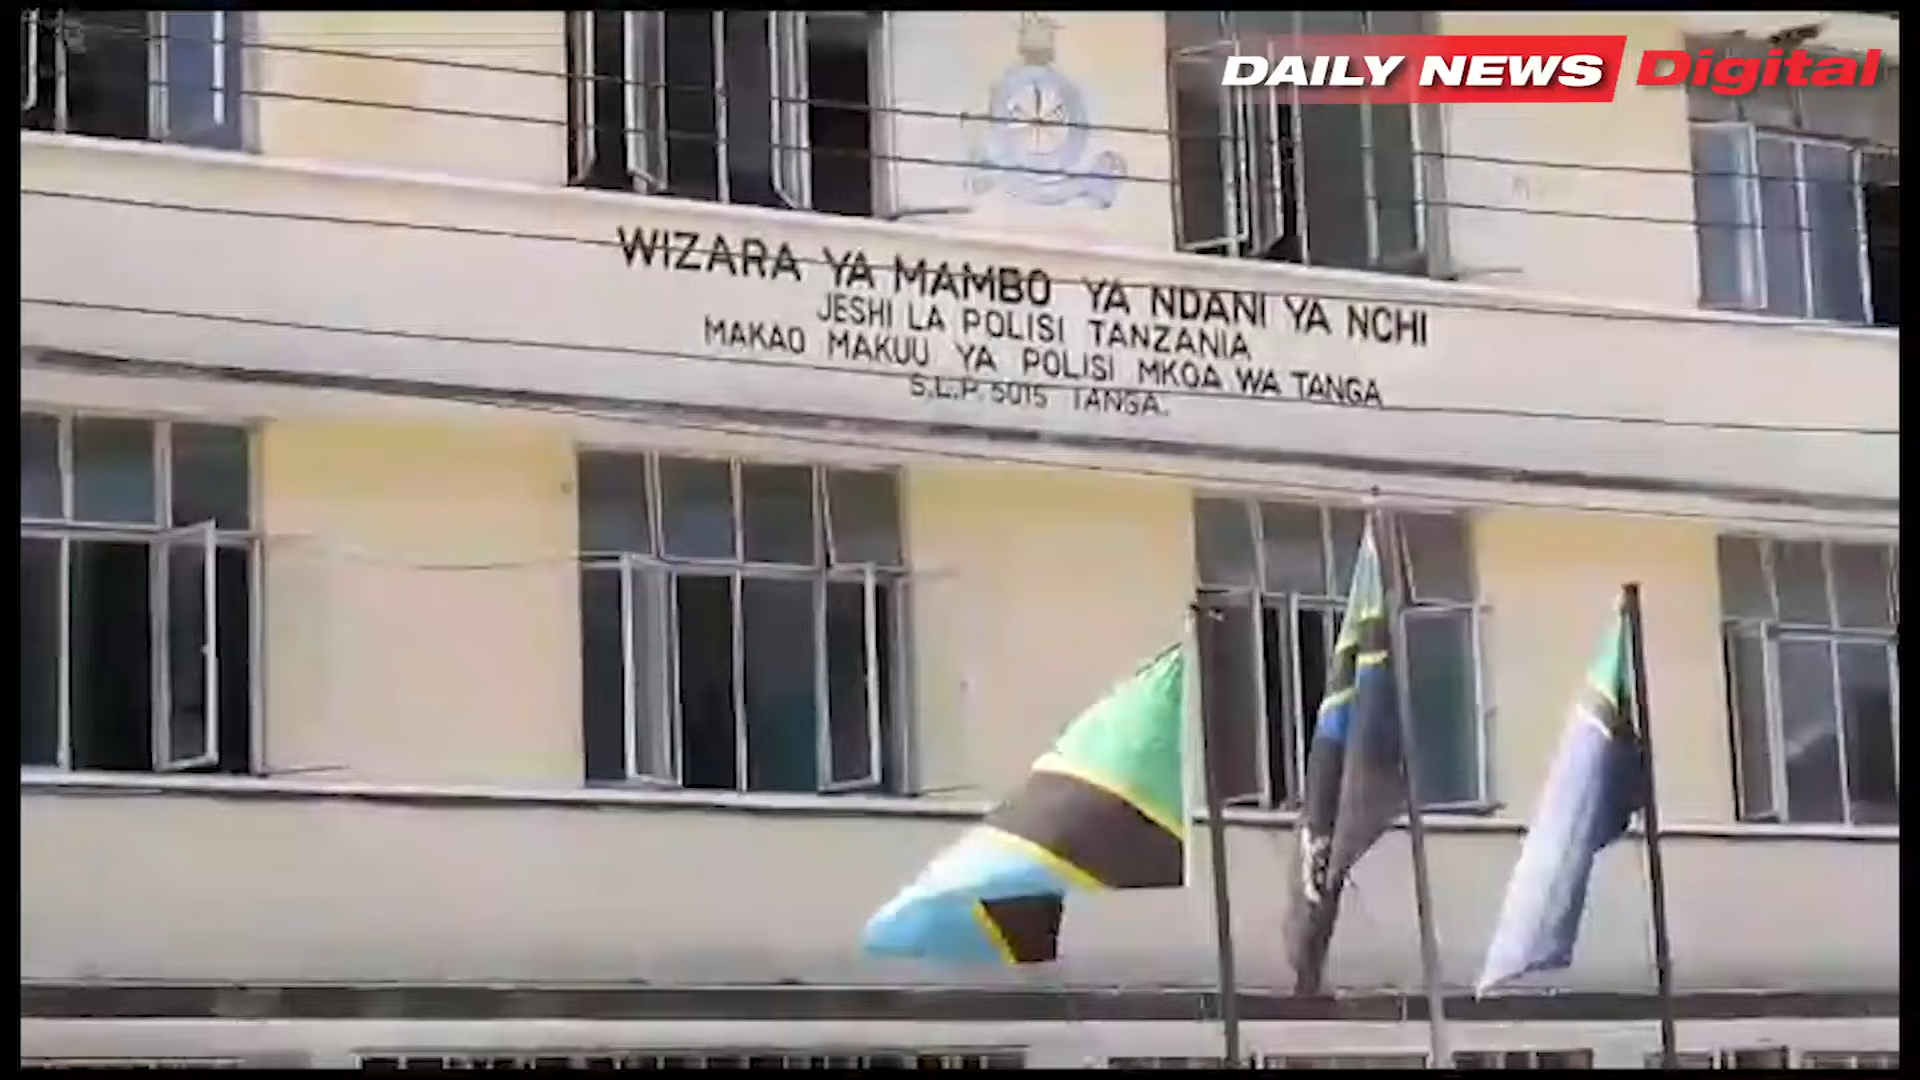 DAILY NEWS Digital
WIZARA YA MAMBO YA NDANI YA NCHI
JESHI LA POLISI TANZANIA
MAKAO MAKUU YA POLISI MKOA WA TANGA
S.L.P. 5015 TANGA.